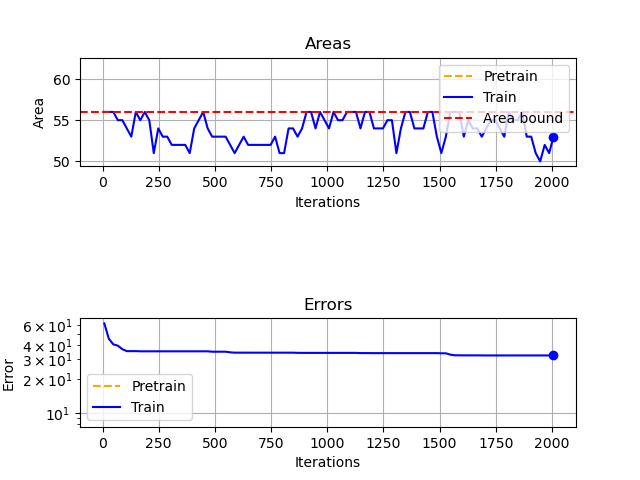 Areas
60
55
50
Area
Pretrain
Train
Area bound
0 250 500 750 1000 1250 1500 1750 2000
Iterations
Errors
6 × 10¹
4 × 10¹
3 × 10¹
2 × 10¹
10¹
Error
Pretrain
Train
0 250 500 750 1000 1250 1500 1750 2000
Iterations